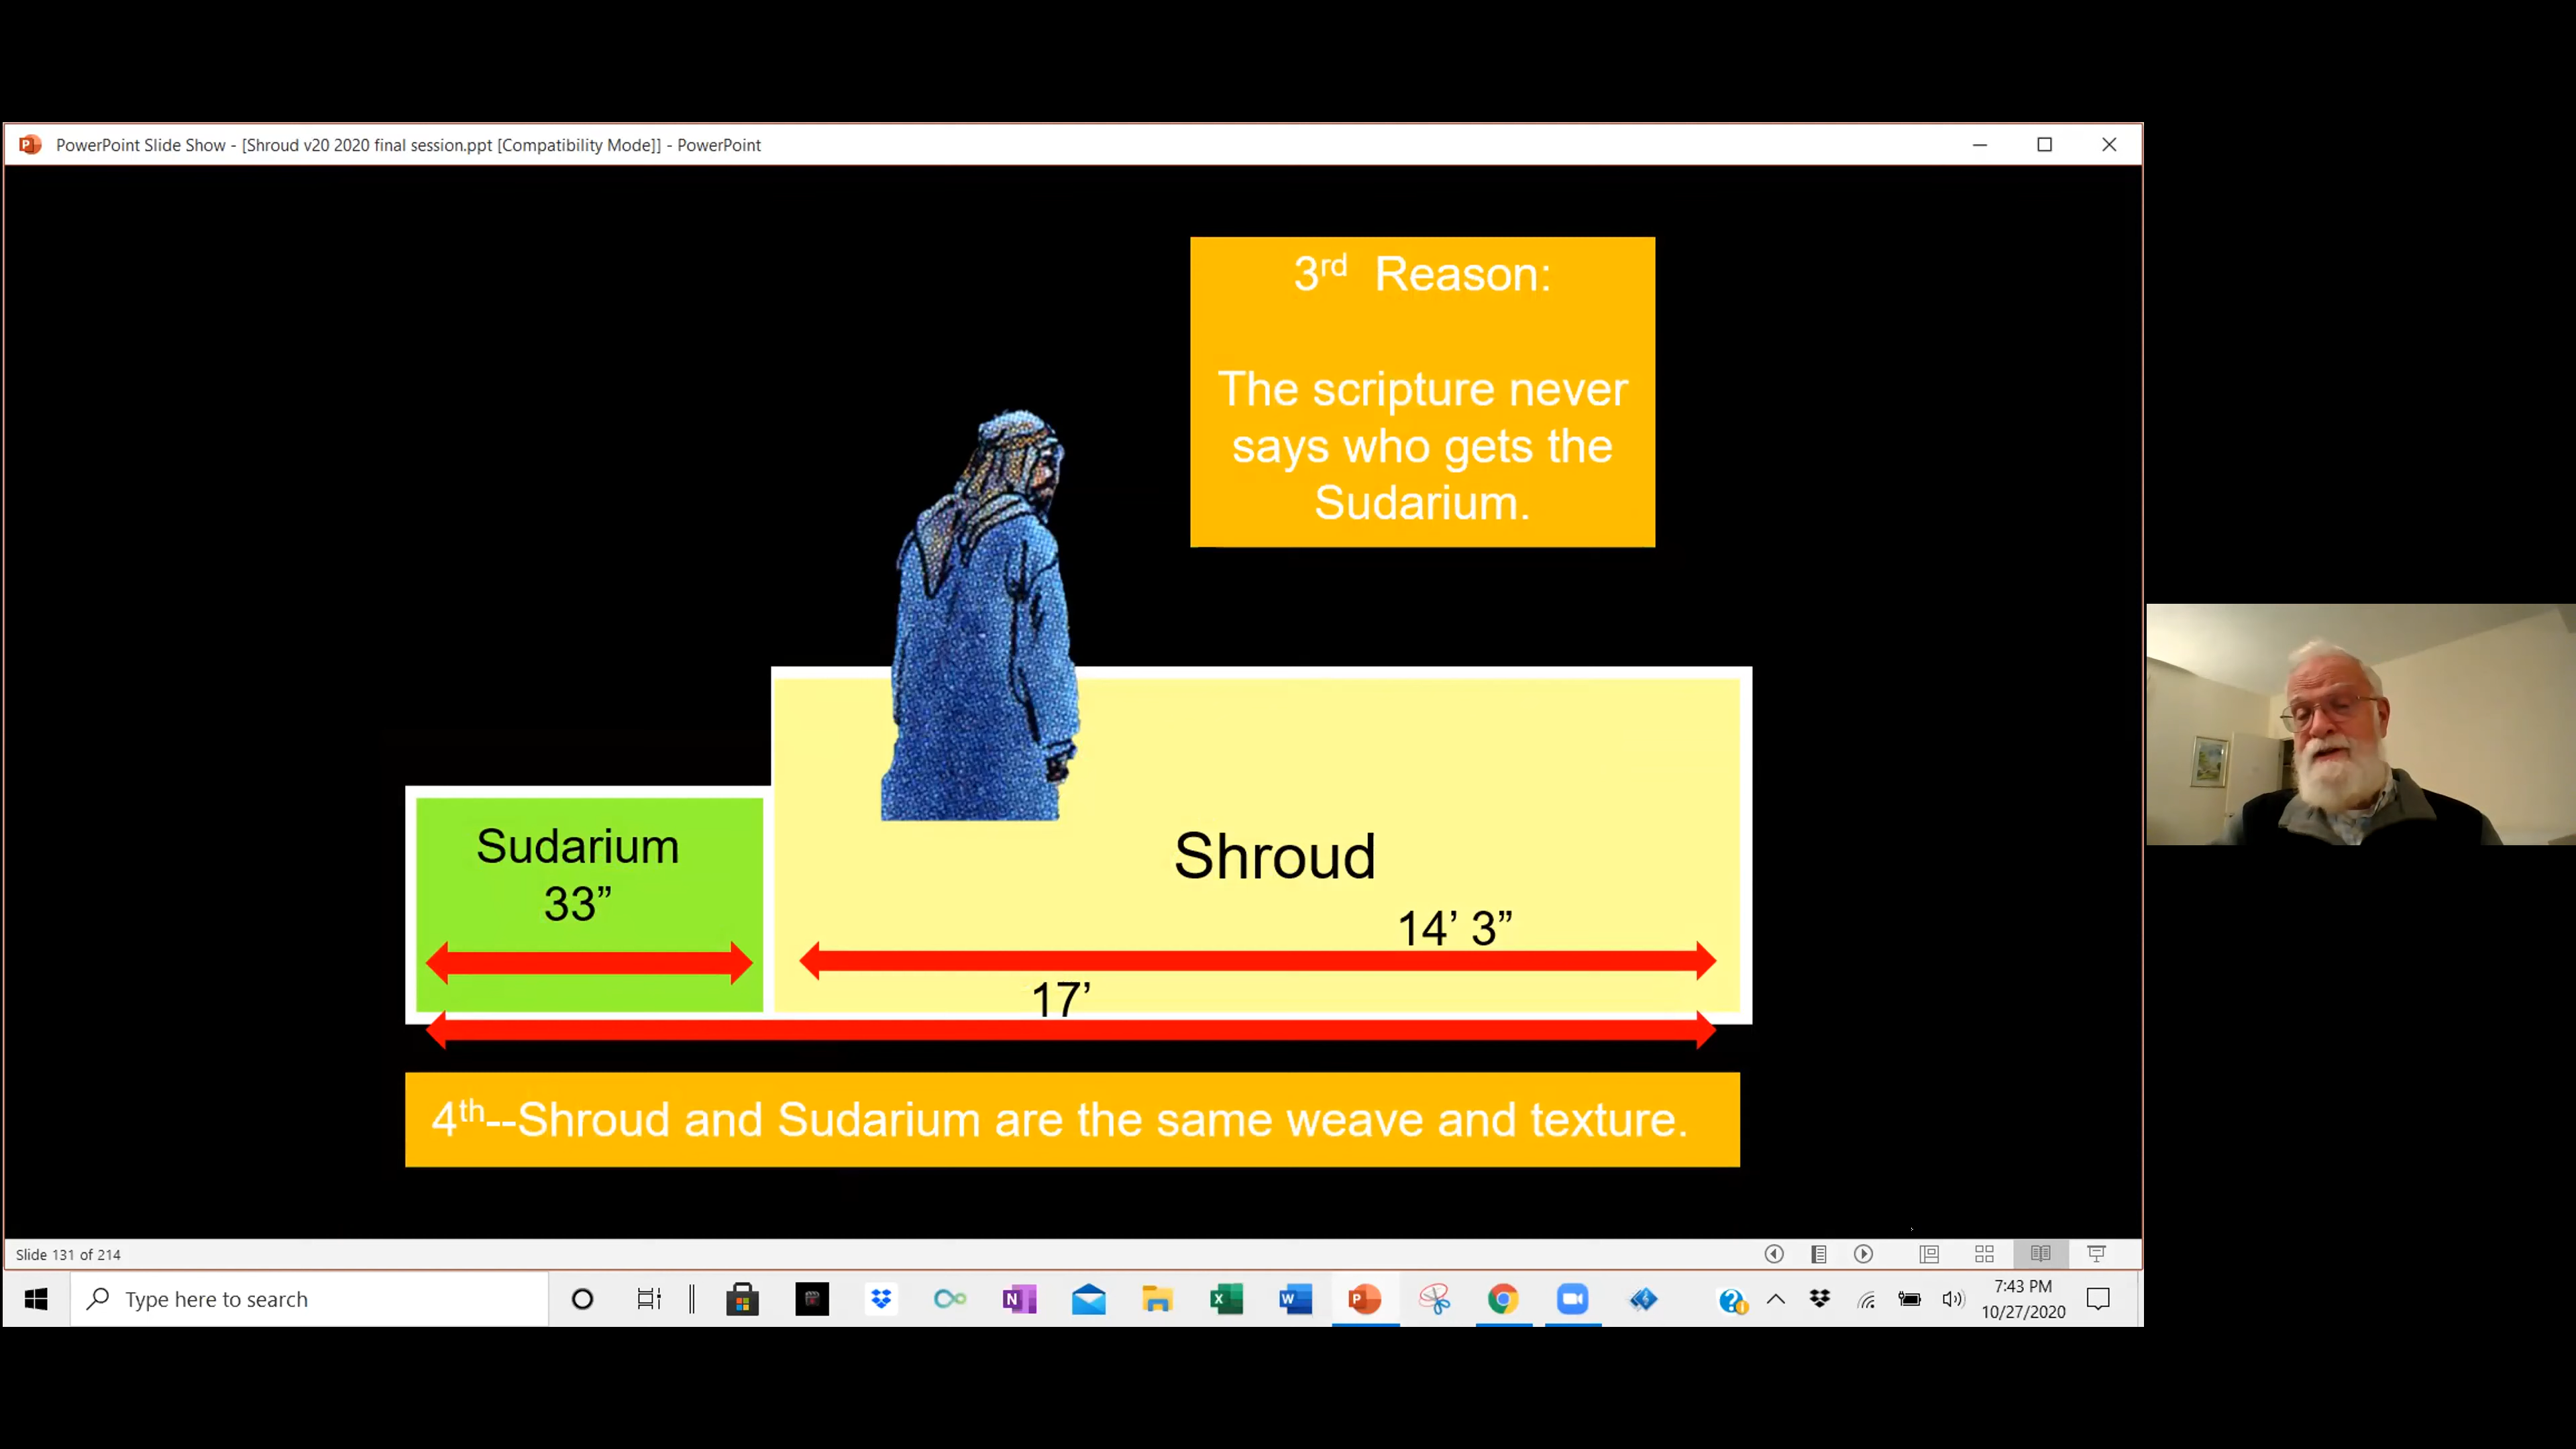 PowerPoint Slide Show - [Shroud v20 2020 final session.ppt [Compatibility Mode]] - PowerPoint
3rd Reason:
The scripture never
says who gets the
Sudarium.
Sudarium
33”
Shroud
14’ 3”
17’
4th--Shroud and Sudarium are the same weave and texture.
Slide 131 of 214
Type here to search
7:43 PM
10/27/2020